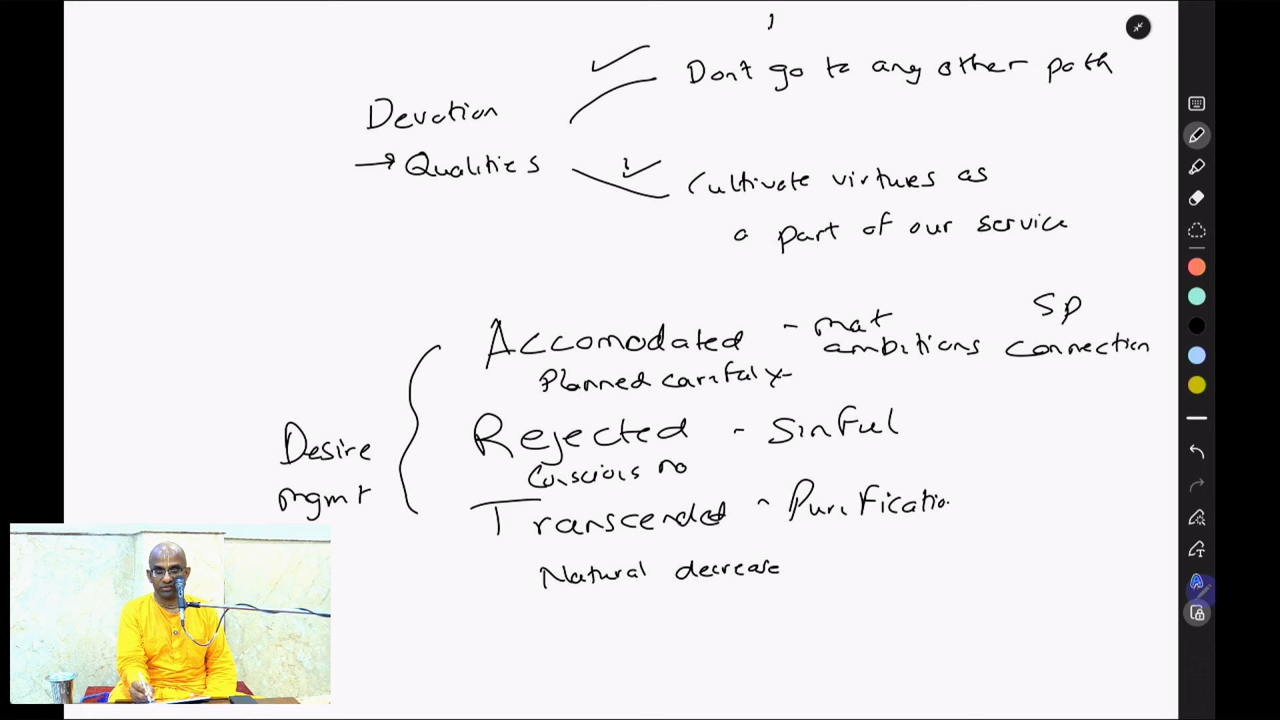 Don't go to any other path
Devotion
→ Qualities
Cultivate virtues as
a part of our service
Accomodated - mat ambitions
SP connection
Planned carefully
Rejected - Sinful
Conscious no
Desire mgmt
Transcended - Purificatio
Natural decrease